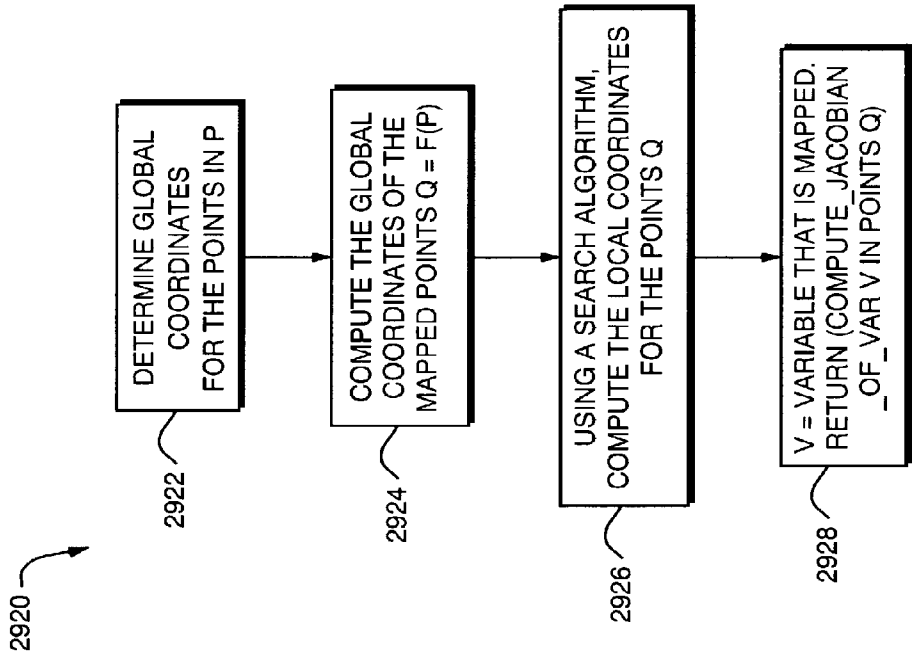 2920
DETERMINE GLOBAL
COORDINATES
FOR THE POINTS IN P
2922
COMPUTE THE GLOBAL
COORDINATES OF THE
MAPPED POINTS Q = F(P)
2924
USING A SEARCH ALGORITHM,
COMPUTE THE LOCAL COORDINATES
FOR THE POINTS Q
2926
V = VARIABLE THAT IS MAPPED.
RETURN (COMPUTE_JACOBIAN
_OF_VAR V IN POINTS Q)
2928